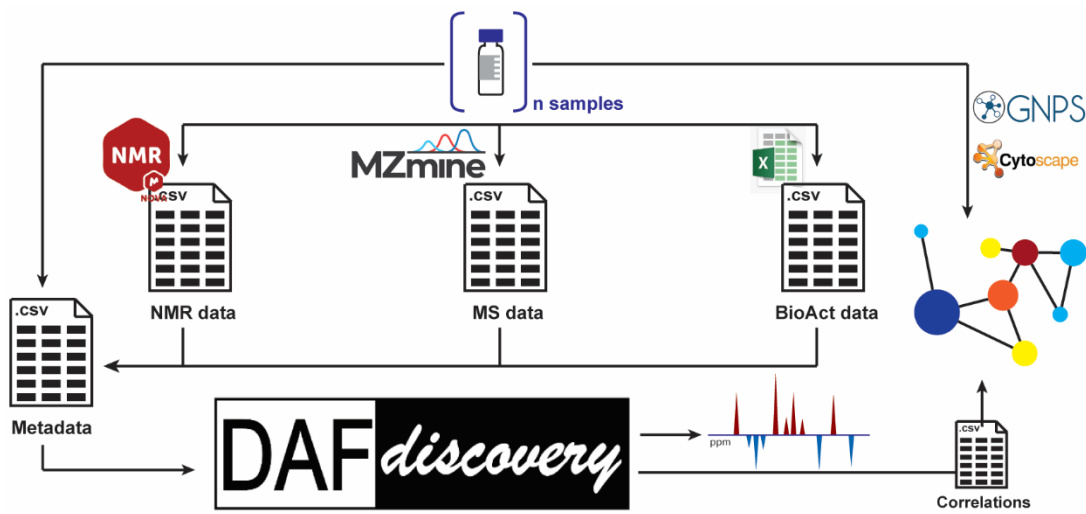 n samples
GNPS
Cytoscape
NMR
M
NOVA
MZmine
X
.csv
.csv
.csv
NMR data
MS data
BioAct data
.csv
Metadata
DAF discovery
ppm
.csv
Correlations